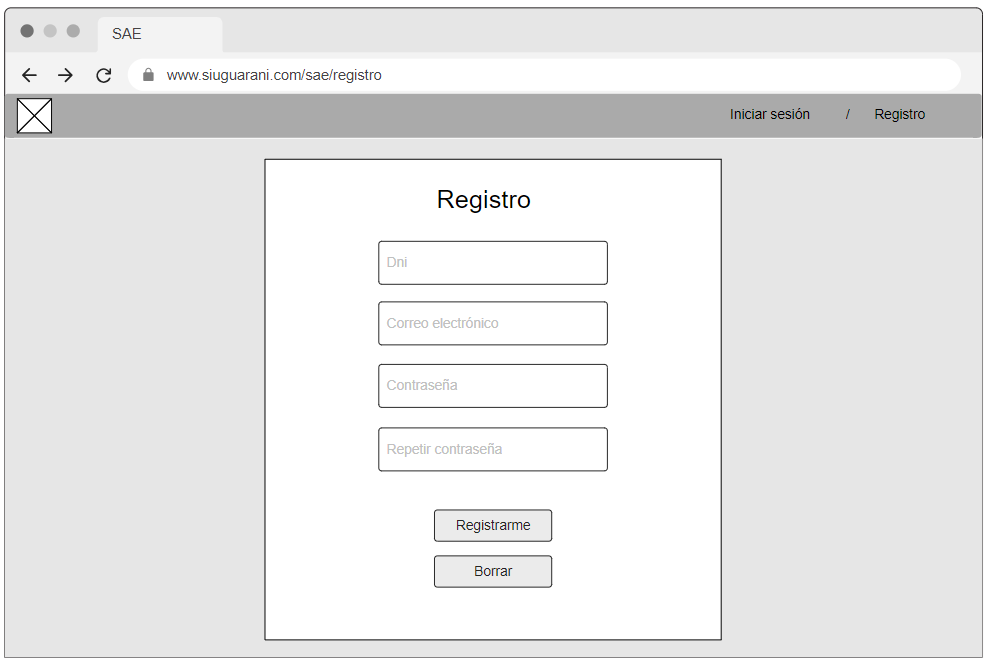 SAE
www.siuguarani.com/sae/registro
Iniciar sesión / Registro
Registro
Dni
Correo electrónico
Contraseña
Repetir contraseña
Registrarme
Borrar